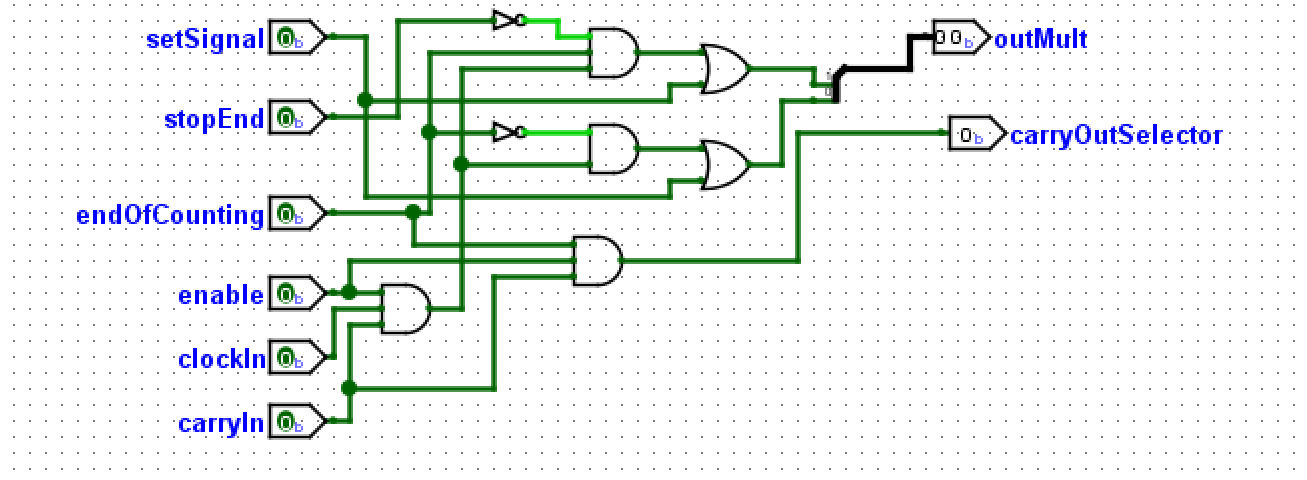 setSignal 0b
00b outMult
stopEnd 0b
0b carryOutSelector
endOfCounting 0b
enable 0b
clockIn 0b
carryIn 0b